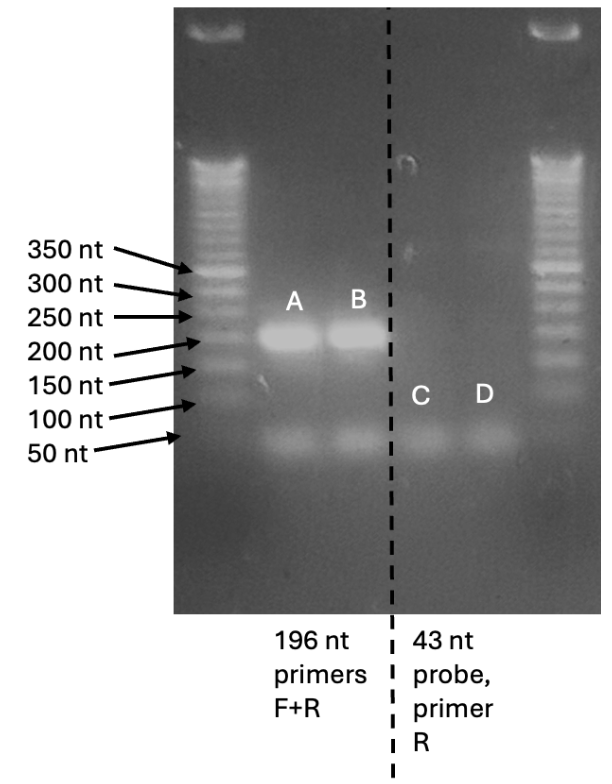 350 nt
300 nt
250 nt
200 nt
150 nt
100 nt
50 nt
A
B
C
D
196 nt
primers
F+R
43 nt
probe,
primer
R